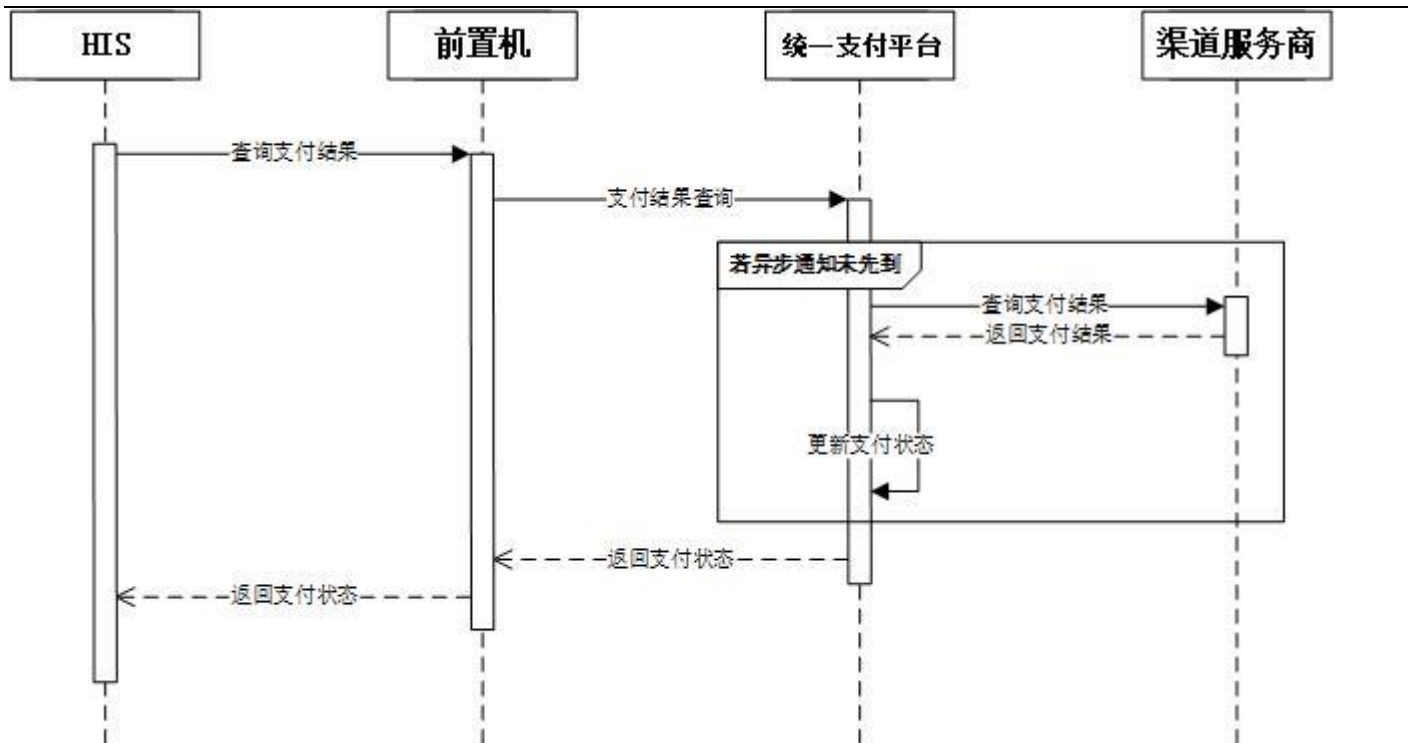 HIS
前置机
统一支付平台
渠道服务商
查询支付结果
支付结果查询
若异步通知未先到
查询支付结果
返回支付结果
更新支付状态
返回支付状态
返回支付状态